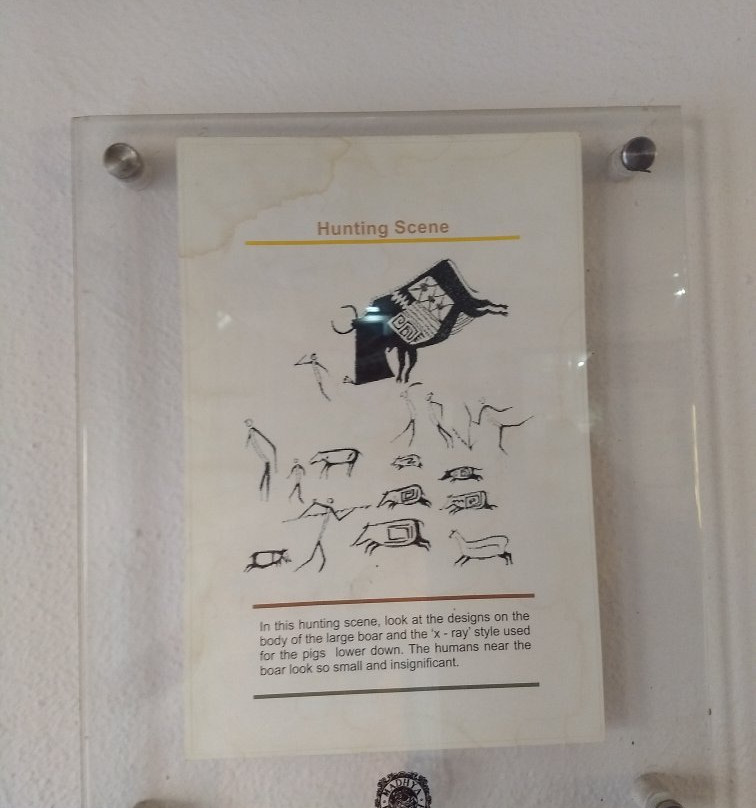 Hunting Scene
In this hunting scene, look at the designs on the
body of the large boar and the 'x - ray' style used
for the pigs lower down. The humans near the
boar look so small and insignificant.
MADHYA